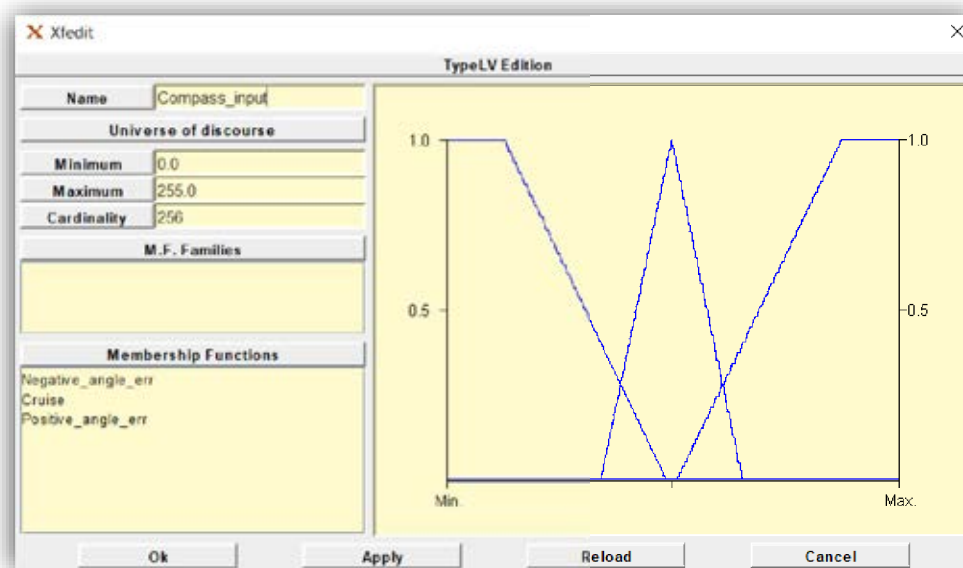 Xfedit
TypeLV Edition
Name
Compass_input
Universe of discourse
Minimum
0.0
Maximum
255.0
Cardinality
256
M.F. Families
Membership Functions
Negative_angle_err
Cruise
Positive_angle_err
1.0
1.0
0.5
0.5
Min.
Max.
Ok
Apply
Reload
Cancel